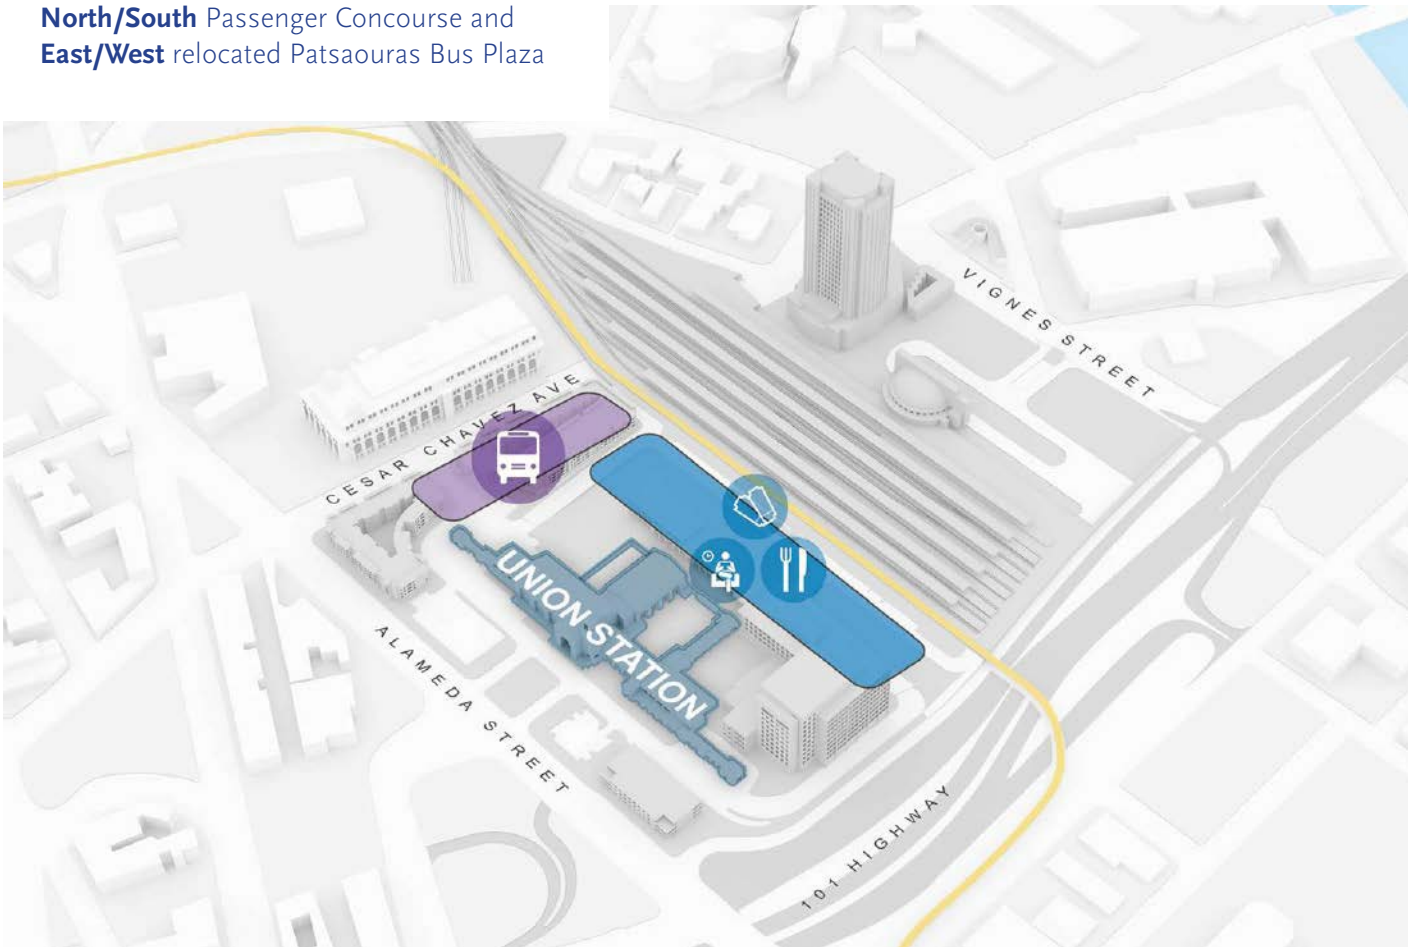 North/South Passenger Concourse and
East/West relocated Patsaouras Bus Plaza
VIGNES STREET
CESAR CHAVEZ AVE
UNION STATION
ALAMEDA STREET
101 HIGHWAY